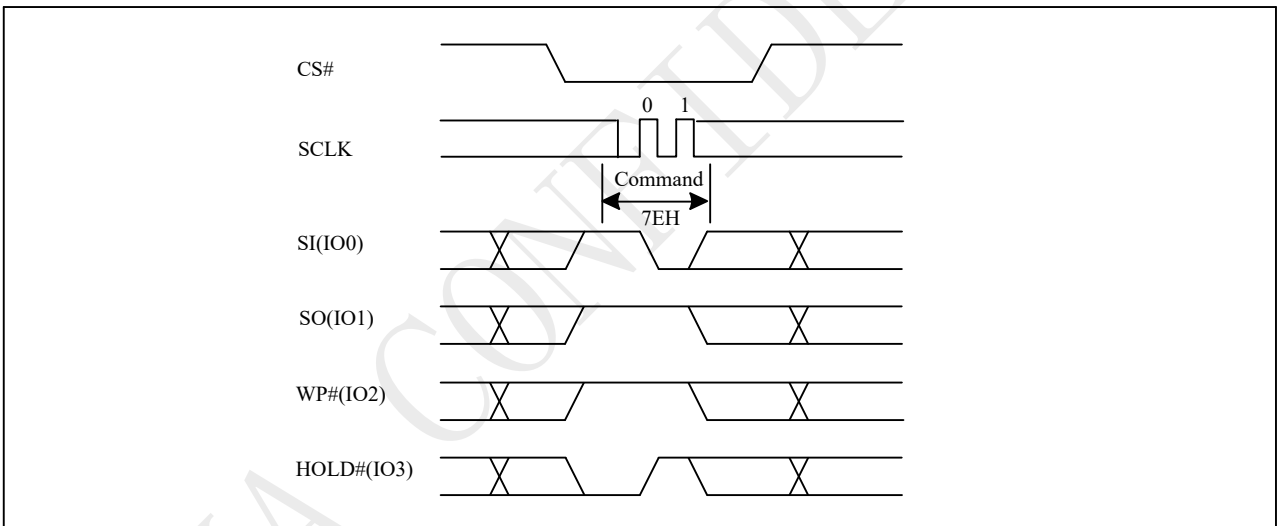 CS#
0 1
SCLK
Command
7EH
SI(IO0)
SO(IO1)
WP#(IO2)
HOLD#(IO3)